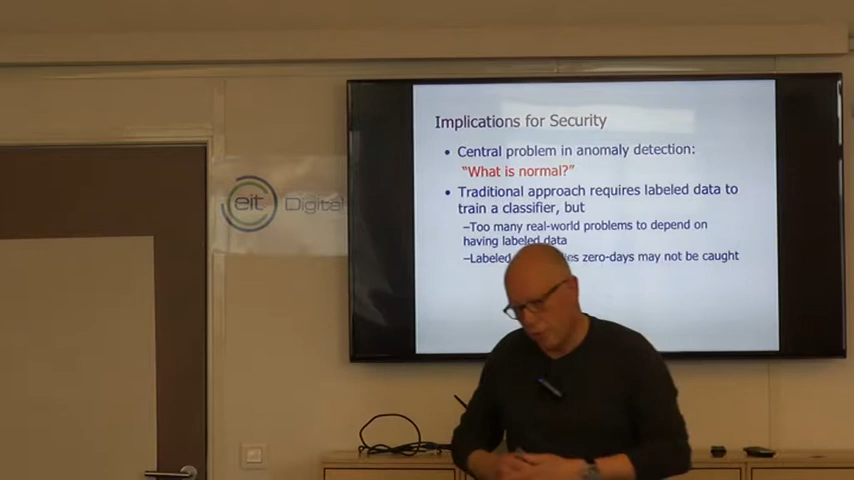 Implications for Security
• Central problem in anomaly detection:
"What is normal?"
• Traditional approach requires labeled data to
train a classifier, but
–Too many real-world problems to depend on
having labeled data
–Labeled zero-days may not be caught
eit Digital